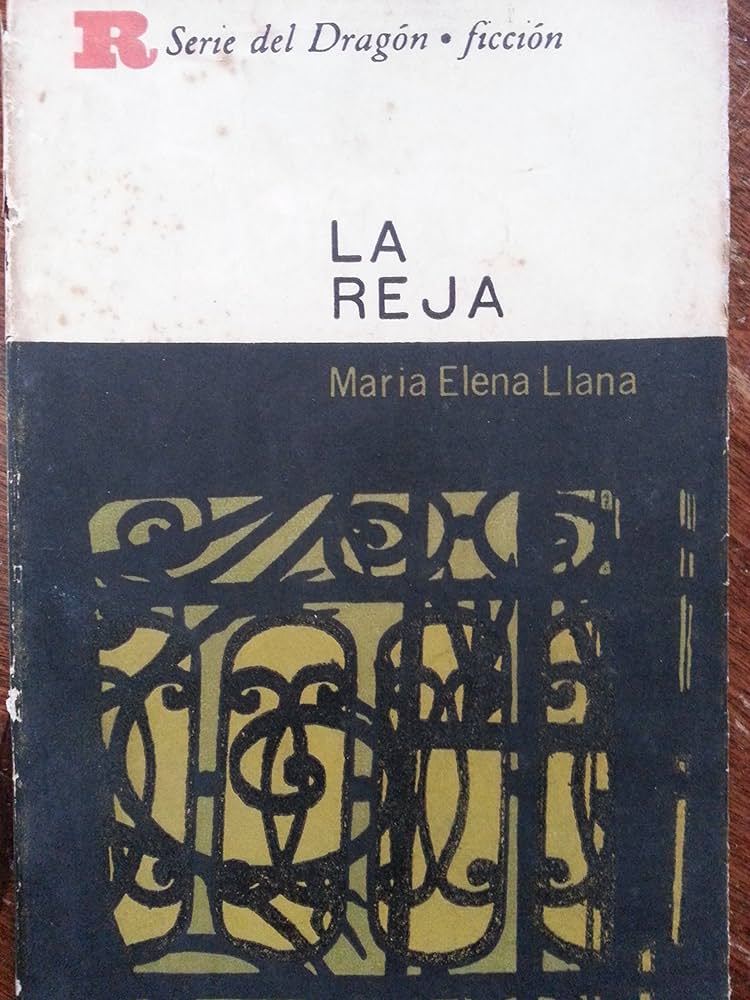 R Serie del Dragón • ficción
LA
REJA
Maria Elena Llana